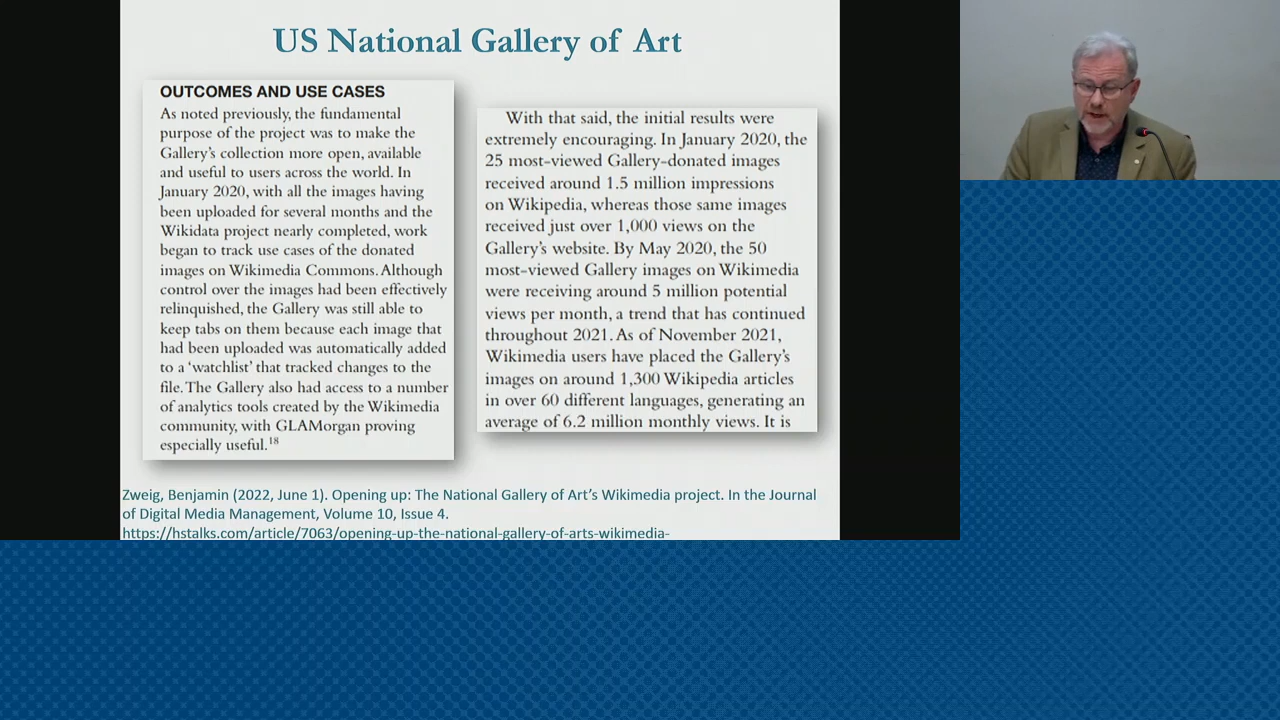 US National Gallery of Art
OUTCOMES AND USE CASES
As noted previously, the fundamental
purpose of the project was to make the
Gallery's collection more open, available
and useful to users across the world. In
January 2020, with all the images having
been uploaded for several months and the
Wikidata project nearly completed, work
began to track use cases of the donated
images on Wikimedia Commons. Although
control over the images had been effectively
relinquished, the Gallery was still able to
keep tabs on them because each image that
had been uploaded was automatically added
to a 'watchlist' that tracked changes to the
file. The Gallery also had access to a number
of analytics tools created by the Wikimedia
community, with GLAMorgan proving
especially useful.18
With that said, the initial results were
extremely encouraging. In January 2020, the
25 most-viewed Gallery-donated images
received around 1.5 million impressions
on Wikipedia, whereas those same images
received just over 1,000 views on the
Gallery's website. By May 2020, the 50
most-viewed Gallery images on Wikimedia
were receiving around 5 million potential
views per month, a trend that has continued
throughout 2021. As of November 2021,
Wikimedia users have placed the Gallery's
images on around 1,300 Wikipedia articles
in over 60 different languages, generating an
average of 6.2 million monthly views. It is
Zweig, Benjamin (2022, June 1). Opening up: The National Gallery of Art's Wikimedia project. In the Journal
of Digital Media Management, Volume 10, Issue 4.
https://hstalks.com/article/7063/opening-up-the-national-gallery-of-arts-wikimedia-